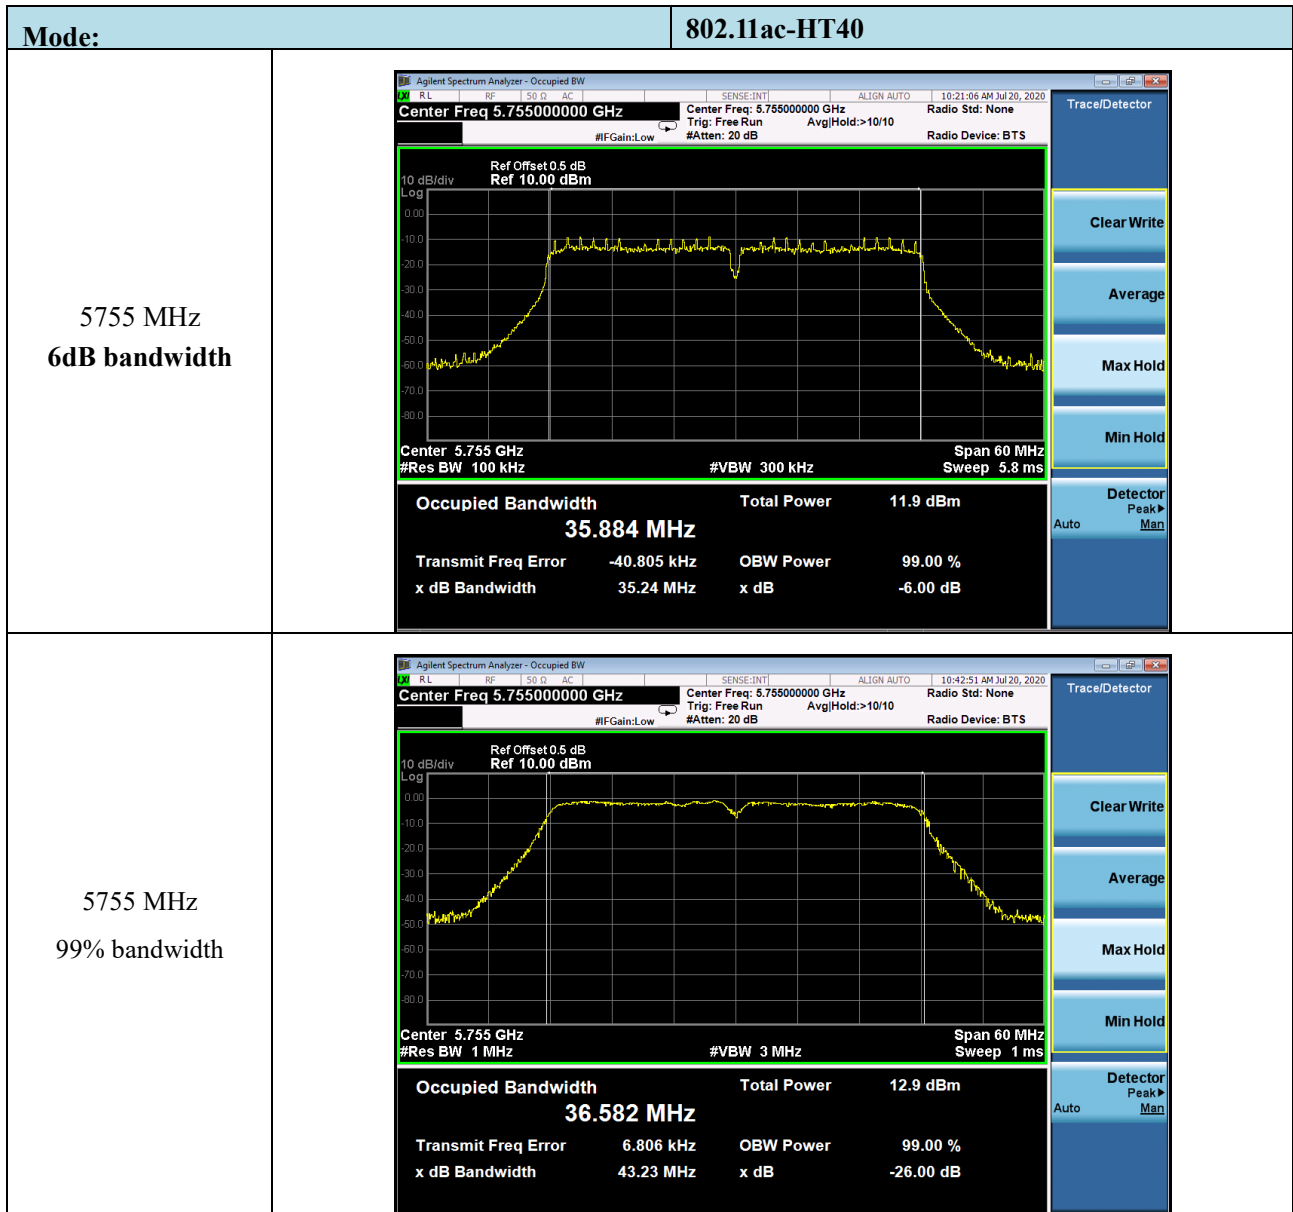 Mode: 802.11ac-HT40
5755 MHz
6dB bandwidth
Agilent Spectrum Analyzer - Occupied BW
LXI RL RF 50 Ω AC SENSE:INT ALIGN AUTO 10:21:06 AM Jul 20, 2020
Center Freq 5.755000000 GHz
Center Freq: 5.755000000 GHz Radio Std: None
Trig: Free Run Avg|Hold:>10/10
#IFGain:Low #Atten: 20 dB Radio Device: BTS
Trace/Detector
Ref Offset 0.5 dB
10 dB/div Ref 10.00 dBm
Log
0.00
-10.0
-20.0
-30.0
-40.0
-50.0
-60.0
-70.0
-80.0
Clear Write
Average
Max Hold
Min Hold
Center 5.755 GHz Span 60 MHz
#Res BW 100 kHz #VBW 300 kHz Sweep 5.8 ms
Detector
Peak▶
Auto Man
Occupied Bandwidth Total Power 11.9 dBm
35.884 MHz
Transmit Freq Error -40.805 kHz OBW Power 99.00 %
x dB Bandwidth 35.24 MHz x dB -6.00 dB
5755 MHz
99% bandwidth
Agilent Spectrum Analyzer - Occupied BW
LXI RL RF 50 Ω AC SENSE:INT ALIGN AUTO 10:42:51 AM Jul 20, 2020
Center Freq 5.755000000 GHz
Center Freq: 5.755000000 GHz Radio Std: None
Trig: Free Run Avg|Hold:>10/10
#IFGain:Low #Atten: 20 dB Radio Device: BTS
Trace/Detector
Ref Offset 0.5 dB
10 dB/div Ref 10.00 dBm
Log
0.00
-10.0
-20.0
-30.0
-40.0
-50.0
-60.0
-70.0
-80.0
Clear Write
Average
Max Hold
Min Hold
Center 5.755 GHz Span 60 MHz
#Res BW 1 MHz #VBW 3 MHz Sweep 1 ms
Detector
Peak▶
Auto Man
Occupied Bandwidth Total Power 12.9 dBm
36.582 MHz
Transmit Freq Error 6.806 kHz OBW Power 99.00 %
x dB Bandwidth 43.23 MHz x dB -26.00 dB